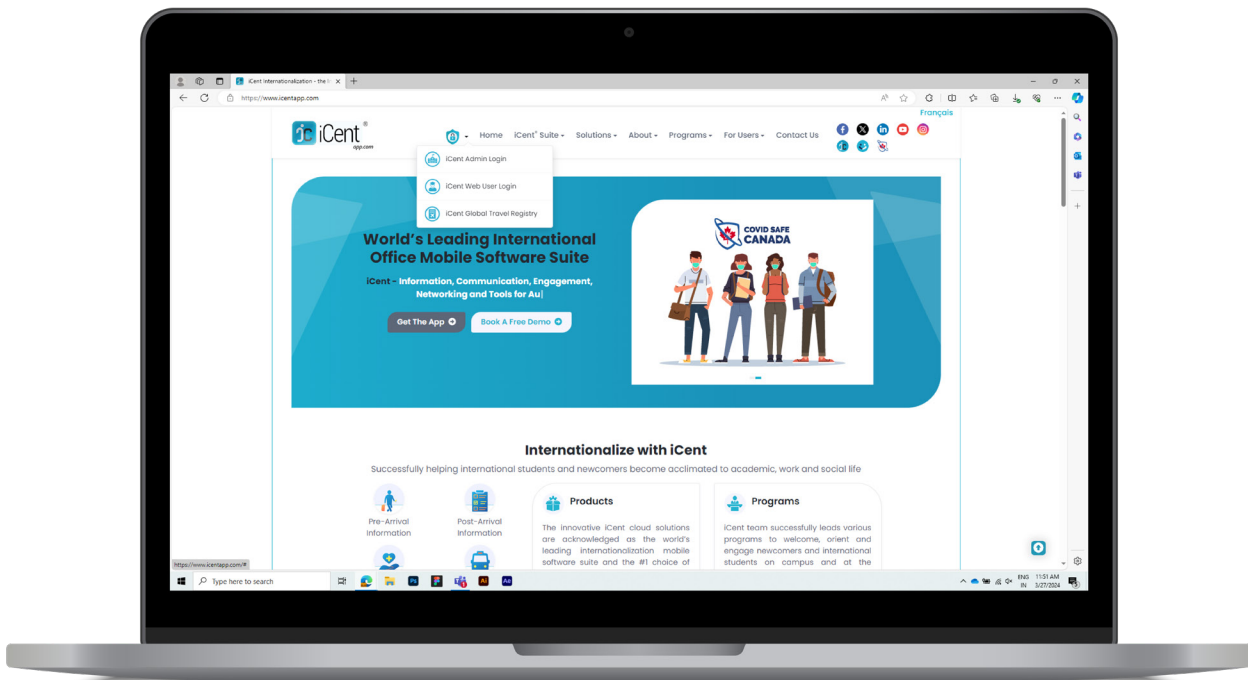 iCent Internationalization - the In
https://www.icentapp.com
Français
ic iCent®
app.com
Home iCent® Suite Solutions About Programs For Users Contact Us
iCent Admin Login
iCent Web User Login
iCent Global Travel Registry
World's Leading International
Office Mobile Software Suite
iCent - Information, Communication, Engagement,
Networking and Tools for Au|
Get The App
Book A Free Demo
COVID SAFE
CANADA
Internationalize with iCent
Successfully helping international students and newcomers become acclimated to academic, work and social life
Pre-Arrival
Information
Post-Arrival
Information
Products
The innovative iCent cloud solutions
are acknowledged as the world's
leading internationalization mobile
software suite and the #1 choice of
Programs
iCent team successfully leads various
programs to welcome, orient and
engage newcomers and international
students on campus and at the
https://www.icentapp.com/#
Type here to search
Ps
Ai
Ae
ENG
IN
11:51 AM
3/27/2024